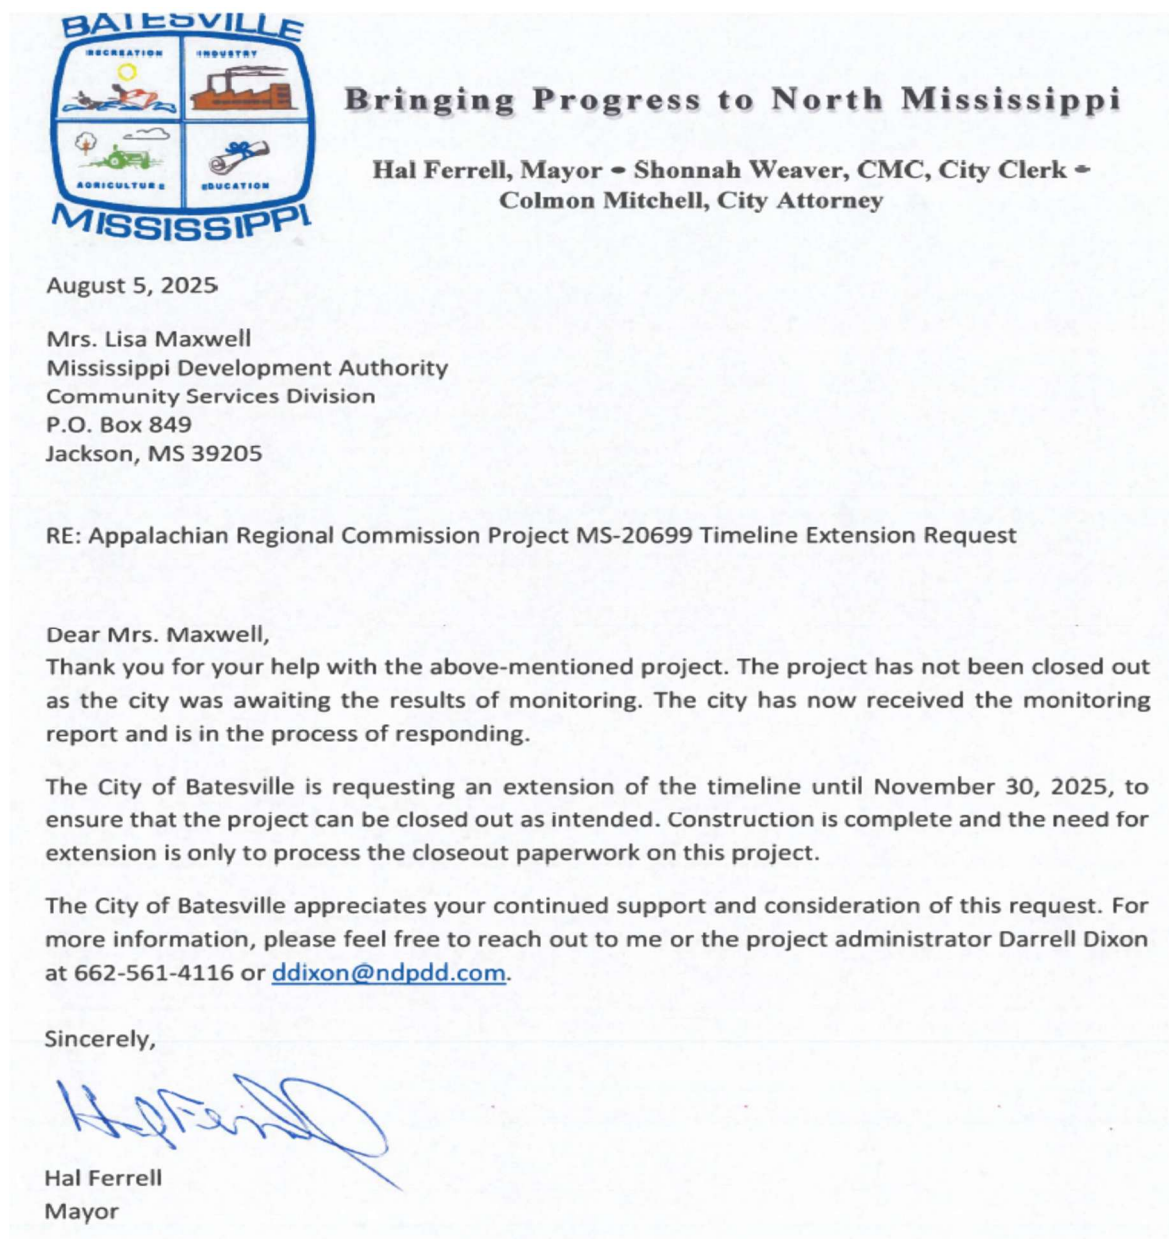 BATESVILLE
RECREATION INDUSTRY
AGRICULTURE EDUCATION
MISSISSIPPI
Bringing Progress to North Mississippi
Hal Ferrell, Mayor • Shonnah Weaver, CMC, City Clerk •
Colmon Mitchell, City Attorney
August 5, 2025
Mrs. Lisa Maxwell
Mississippi Development Authority
Community Services Division
P.O. Box 849
Jackson, MS 39205
RE: Appalachian Regional Commission Project MS-20699 Timeline Extension Request
Dear Mrs. Maxwell,
Thank you for your help with the above-mentioned project. The project has not been closed out
as the city was awaiting the results of monitoring. The city has now received the monitoring
report and is in the process of responding.
The City of Batesville is requesting an extension of the timeline until November 30, 2025, to
ensure that the project can be closed out as intended. Construction is complete and the need for
extension is only to process the closeout paperwork on this project.
The City of Batesville appreciates your continued support and consideration of this request. For
more information, please feel free to reach out to me or the project administrator Darrell Dixon
at 662-561-4116 or ddixon@ndpdd.com.
Sincerely,
Hal Ferrell
Hal Ferrell
Mayor